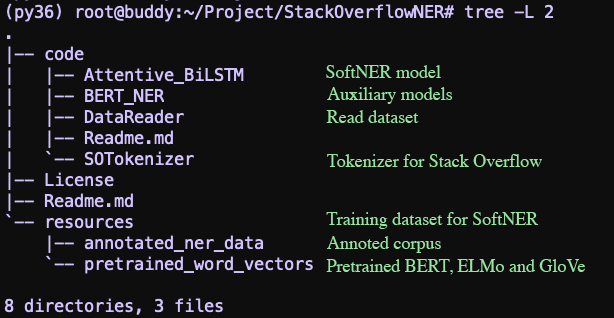 (py36) root@buddy:~/Project/StackOverflowNER# tree -L 2
.
|-- code
|   |-- Attentive_BiLSTM SoftNER model
|   |-- BERT_NER Auxiliary models
|   |-- DataReader Read dataset
|   |-- Readme.md
|   `-- SOTokenizer Tokenizer for Stack Overflow
|-- License
|-- Readme.md
`-- resources Training dataset for SoftNER
    |-- annotated_ner_data Annoted corpus
    `-- pretrained_word_vectors Pretrained BERT, ELMo and GloVe
8 directories, 3 files